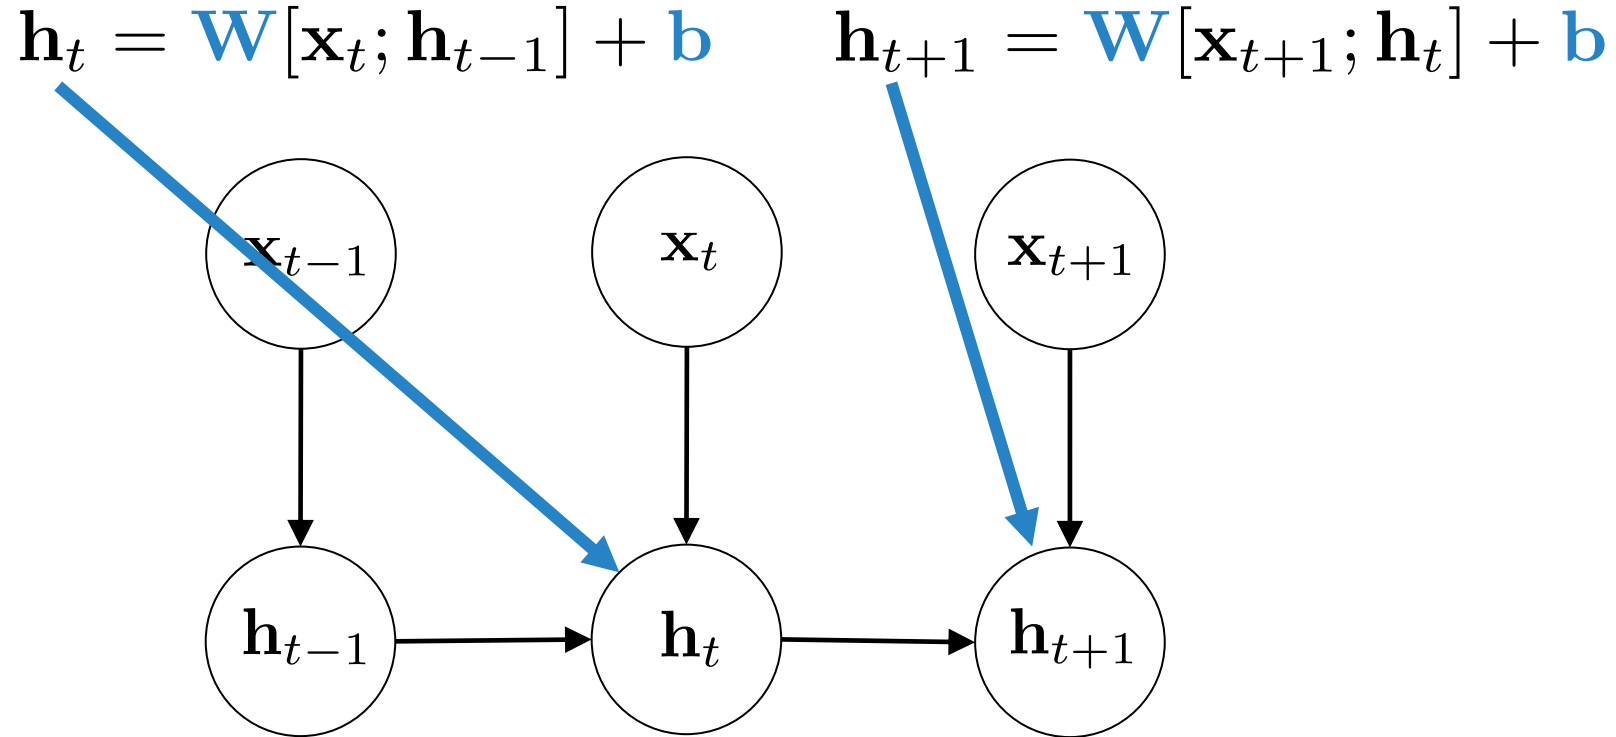 h_t = W[x_t; h_{t−1}] + b h_{t+1} = W[x_{t+1}; h_t] + b
x_{t−1} x_t x_{t+1}
h_{t−1} h_t h_{t+1}